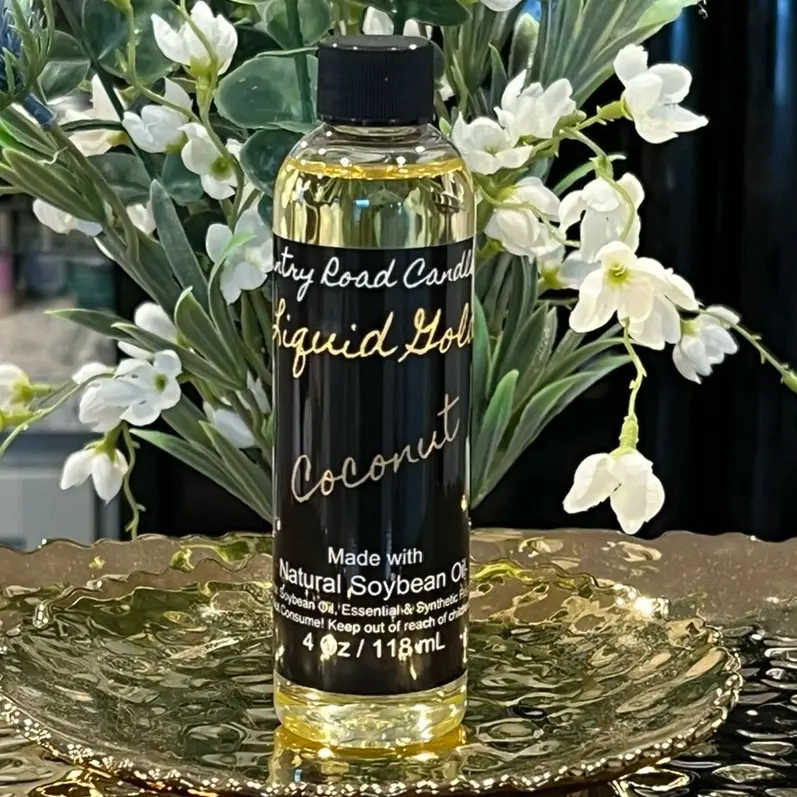 ntry Road Candl
Liquid Gol
Coconut
Made with
Natural Soybean Oil
Soybean Oil, Essential & Synthetic
Consume! Keep out of reach of
4 Oz / 118 mL